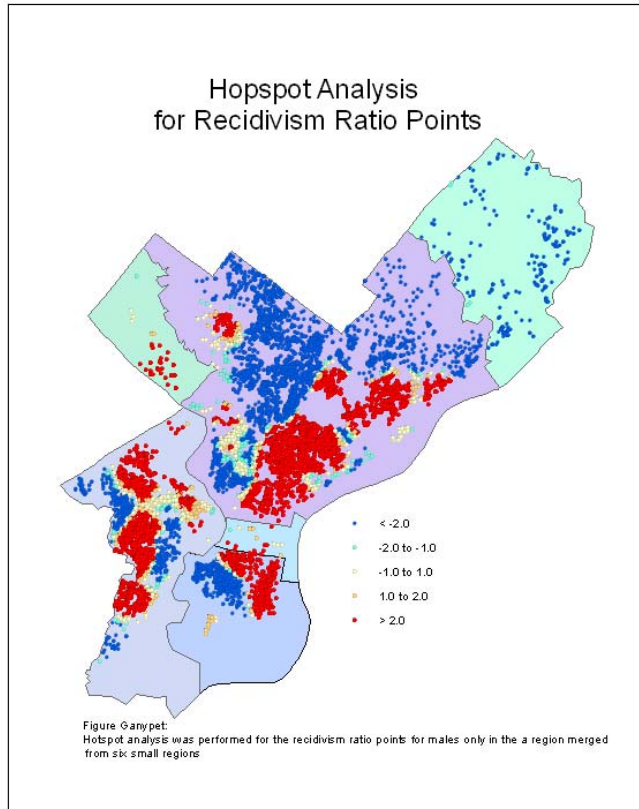 Hopspot Analysis
for Recidivism Ratio Points
< -2.0
-2.0 to -1.0
-1.0 to 1.0
1.0 to 2.0
> 2.0
Figure Ganypet:
Hotspot analysis was performed for the recidivism ratio points for males only in the a region merged
from six small regions